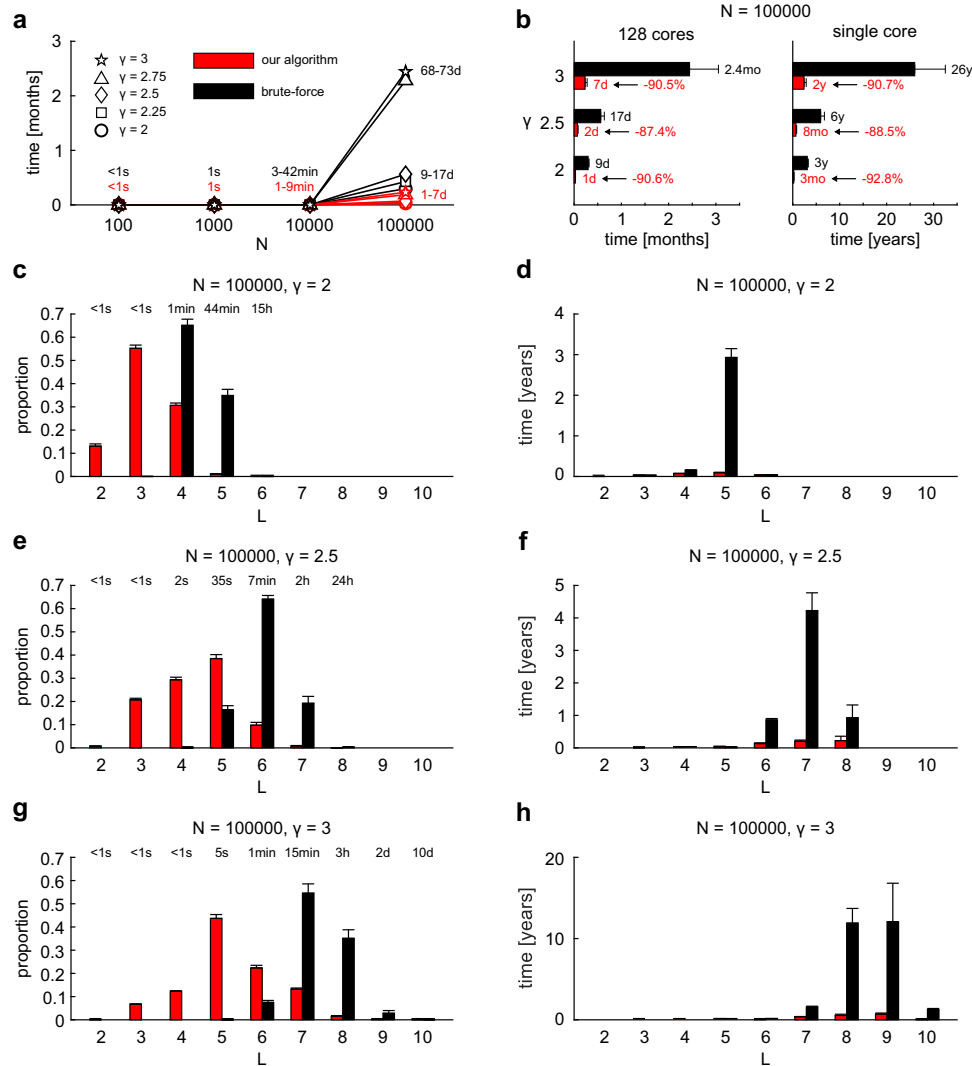 a
3
2
1
0
time [months]
γ = 3
γ = 2.75
γ = 2.5
γ = 2.25
γ = 2
our algorithm
brute-force
<1s
<1s
1s
1s
3-42min
1-9min
68-73d
9-17d
1-7d
100 1000 10000 100000
N
b
N = 100000
128 cores
single core
γ
3
2.5
2
2.4mo
7d -90.5%
17d
2d -87.4%
9d
1d -90.6%
0 1 2 3
time [months]
26y
2y -90.7%
6y
8mo -88.5%
3y
3mo -92.8%
0 10 20 30
time [years]
c
N = 100000, γ = 2
<1s <1s 1min 44min 15h
0.7
0.6
0.5
0.4
0.3
0.2
0.1
0
proportion
2 3 4 5 6 7 8 9 10
L
d
N = 100000, γ = 2
4
3
2
1
0
time [years]
2 3 4 5 6 7 8 9 10
L
e
N = 100000, γ = 2.5
<1s <1s 2s 35s 7min 2h 24h
0.7
0.6
0.5
0.4
0.3
0.2
0.1
0
proportion
2 3 4 5 6 7 8 9 10
L
f
N = 100000, γ = 2.5
5
4
3
2
1
0
time [years]
2 3 4 5 6 7 8 9 10
L
g
N = 100000, γ = 3
<1s <1s <1s 5s 1min 15min 3h 2d 10d
0.7
0.6
0.5
0.4
0.3
0.2
0.1
0
proportion
2 3 4 5 6 7 8 9 10
L
h
N = 100000, γ = 3
20
10
0
time [years]
2 3 4 5 6 7 8 9 10
L